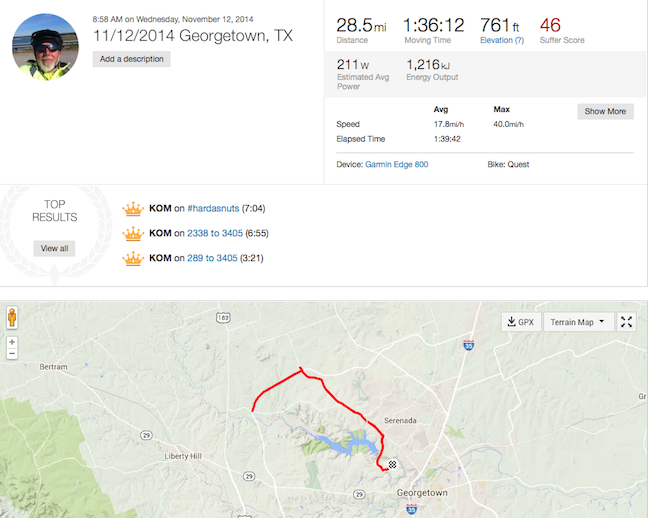 8:58 AM on Wednesday, November 12, 2014
11/12/2014 Georgetown, TX
Add a description
28.5mi
Distance
1:36:12
Moving Time
761ft
Elevation (?)
46
Suffer Score
211W
Estimated Avg
Power
1,216kJ
Energy Output
Avg Max
Show More
Speed 17.8mi/h 40.0mi/h
Elapsed Time 1:39:42
Device: Garmin Edge 800 Bike: Quest
TOP
RESULTS
View all
KOM on #hardasnuts (7:04)
KOM on 2338 to 3405 (6:55)
KOM on 289 to 3405 (3:21)
+
−
183
GPX
Terrain Map
35
Bertram
Gr
Serenada
29
Liberty Hill
29
29
Georgetown
35